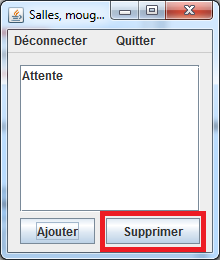 Salles, moug...
Déconnecter Quitter
Attente
Ajouter Supprimer